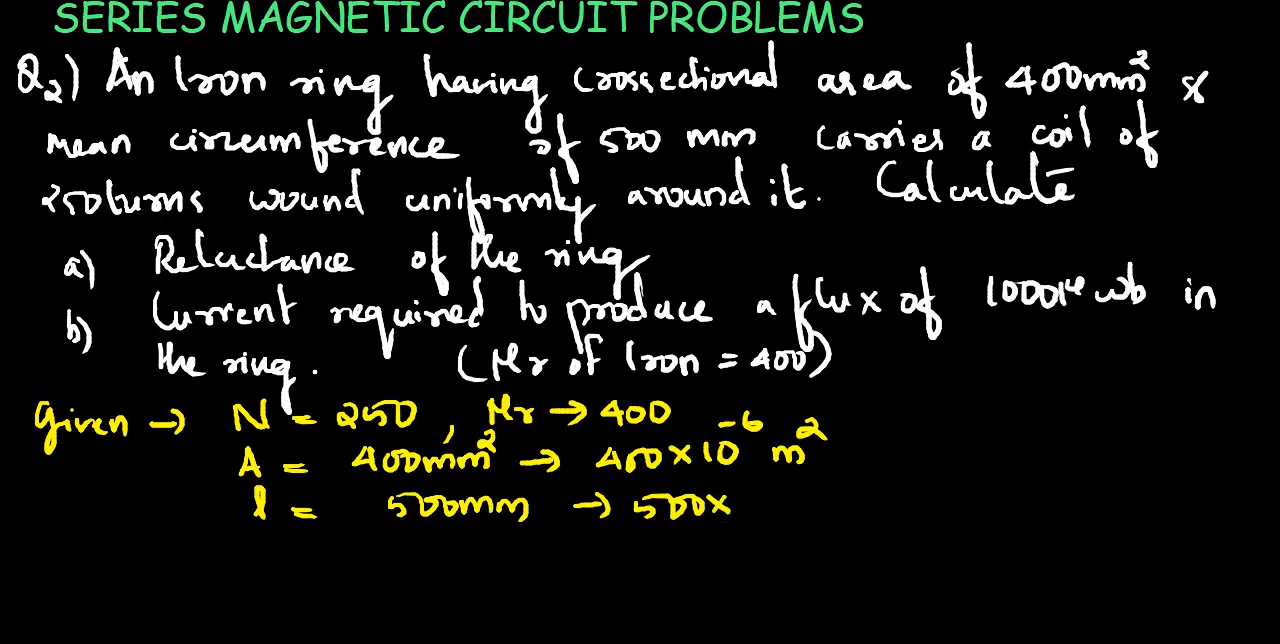 SERIES MAGNETIC CIRCUIT PROBLEMS
Q2) An Iron ring having crossectional area of 400mm² &
mean circumference of 500 mm carries a coil of
250turns wound uniformly around it. Calculate
a) Reluctance of the ring
b) Current required to produce a flux of 1000μ wb in
the ring. (μr of Iron = 400)
Given → N = 250, μr → 400
A = 400mm² → 400×10⁻⁶ m²
l = 500mm → 500×